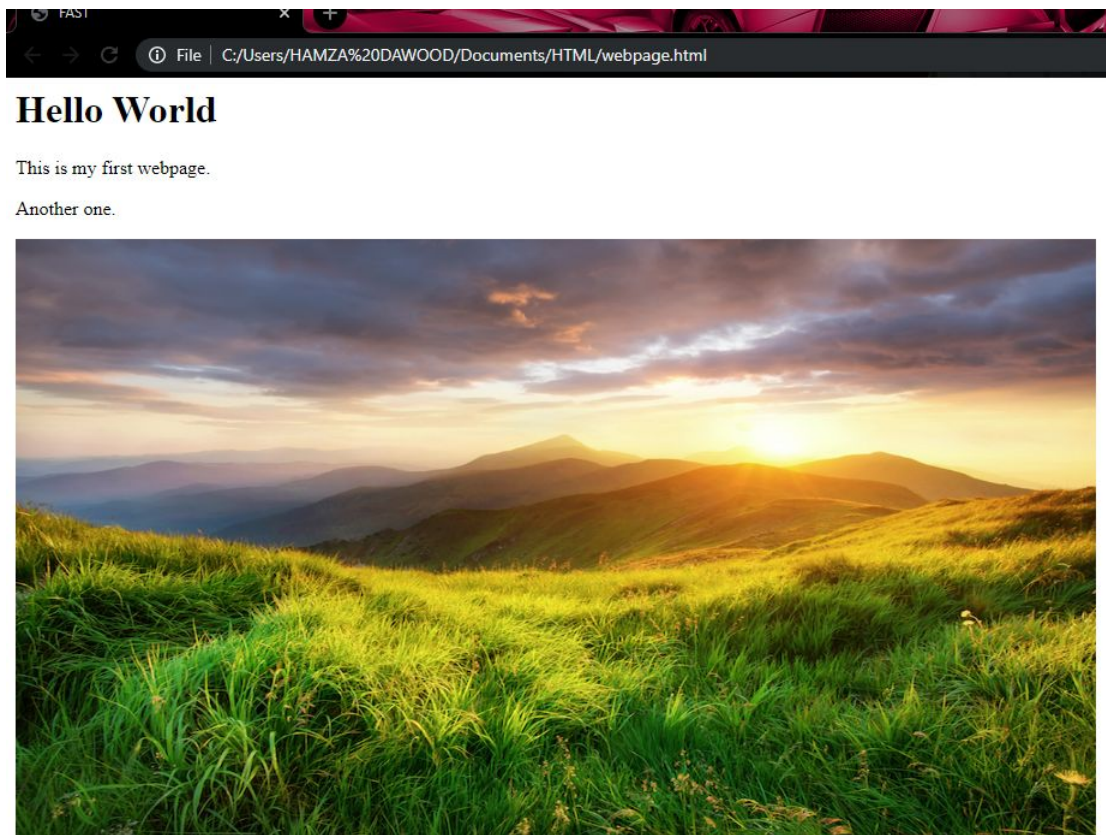 FAST
File C:/Users/HAMZA%20DAWOOD/Documents/HTML/webpage.html
Hello World
This is my first webpage.
Another one.